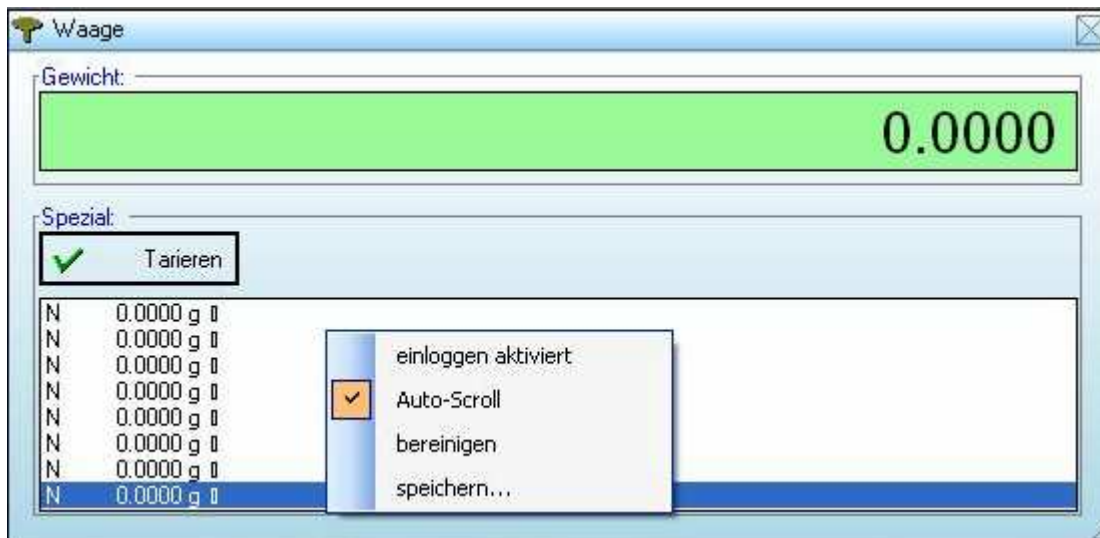 Waage
Gewicht:
0.0000
Spezial:
Tarieren
N 0.0000 g
N 0.0000 g
N 0.0000 g
N 0.0000 g
N 0.0000 g
N 0.0000 g
N 0.0000 g
N 0.0000 g
einloggen aktiviert
Auto-Scroll
bereinigen
speichern...